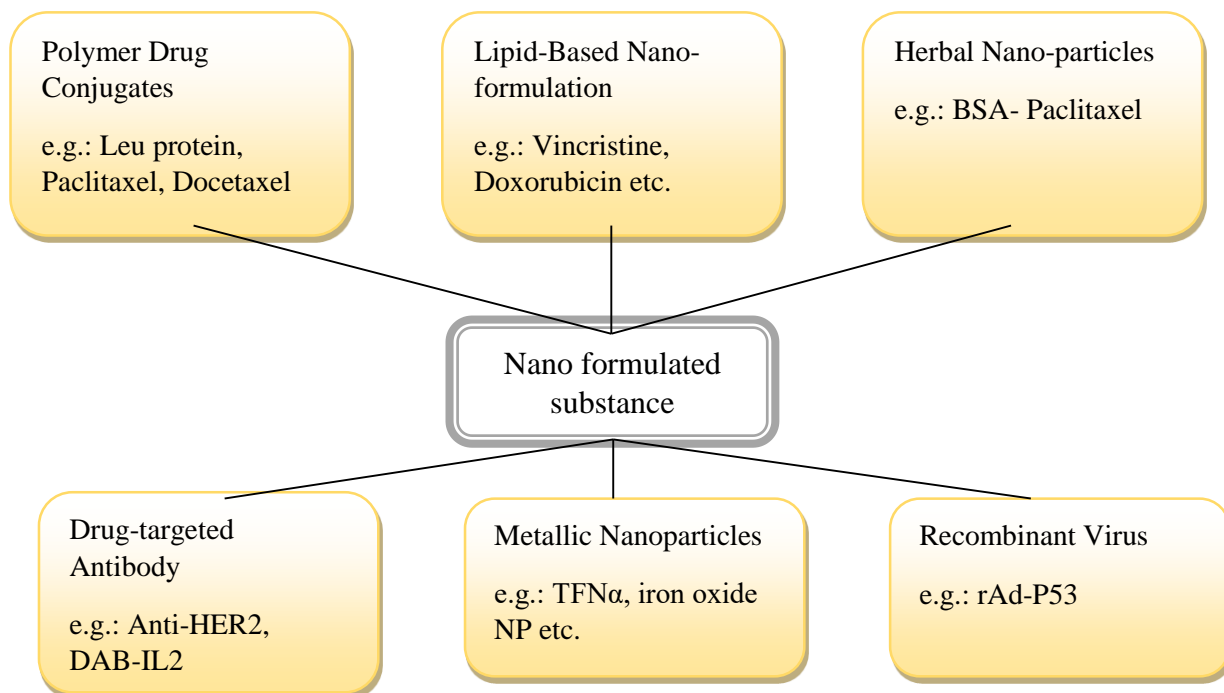 Polymer Drug
Conjugates
e.g.: Leu protein,
Paclitaxel, Docetaxel
Lipid-Based Nano-
formulation
e.g.: Vincristine,
Doxorubicin etc.
Herbal Nano-particles
e.g.: BSA- Paclitaxel
Nano formulated
substance
Drug-targeted
Antibody
e.g.: Anti-HER2,
DAB-IL2
Metallic Nanoparticles
e.g.: TFNα, iron oxide
NP etc.
Recombinant Virus
e.g.: rAd-P53